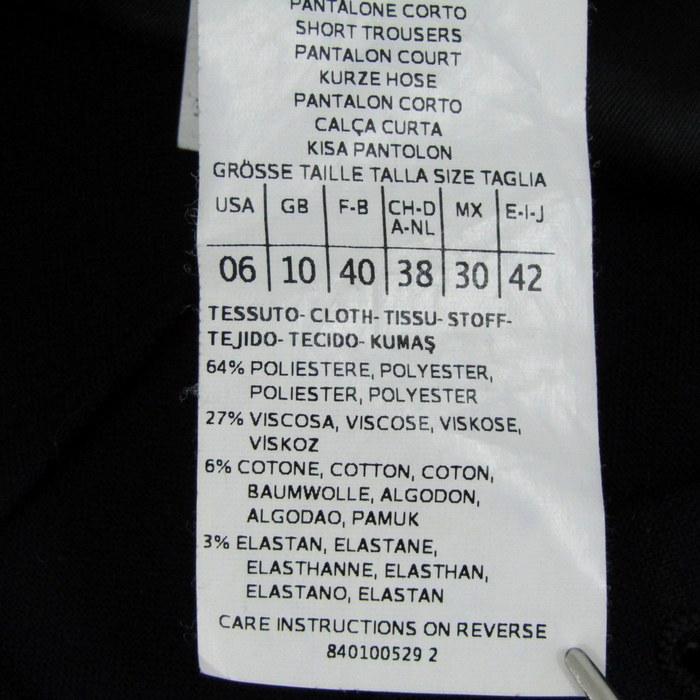 PANTALONE CORTO
SHORT TROUSERS
PANTALON COURT
KURZE HOSE
PANTALON CORTO
CALÇA CURTA
KISA PANTOLON
GRÖSSE TAILLE TALLA SIZE TAGLIA
USA GB F-B CH-D A-NL MX E-I-J
06 10 40 38 30 42
TESSUTO- CLOTH- TISSU- STOFF-
TEJIDO- TECIDO- KUMAŞ
64% POLIESTERE, POLYESTER,
POLIESTER, POLYESTER
27% VISCOSA, VISCOSE, VISKOSE,
VİSKOZ
6% COTONE, COTTON, COTON,
BAUMWOLLE, ALGODON,
ALGODAO, PAMUK
3% ELASTAN, ELASTANE,
ELASTHANNE, ELASTHAN,
ELASTANO, ELASTAN
CARE INSTRUCTIONS ON REVERSE
840100529 2